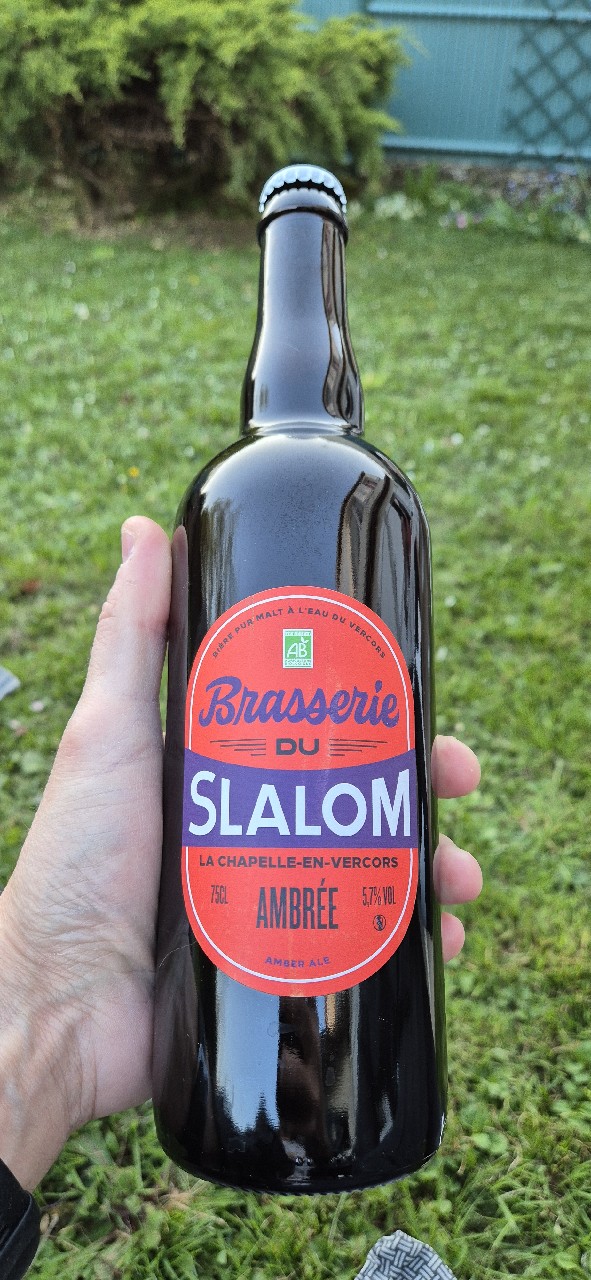 BIÈRE PUR MALT À L'EAU DU VERCORS
AB
Brasserie
DU
SLALOM
LA CHAPELLE-EN-VERCORS
75CL
AMBRÉE
5,7% VOL
AMBER ALE